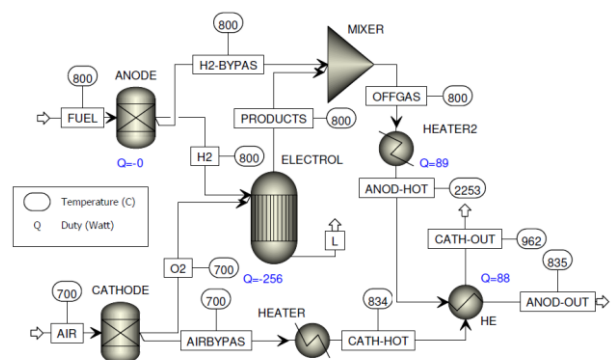 800
MIXER
ANODE
H2-BYPAS
800
FUEL
PRODUCTS
800
OFFGAS
800
Q=-0
H2
800
ELECTROL
HEATER2
Q=89
ANOD-HOT
2253
Temperature (C)
Q Duty (Watt)
L
CATH-OUT
962
O2
700
Q=-256
Q=88
835
700
CATHODE
700
HEATER
834
AIR
AIRBYPAS
CATH-HOT
HE
ANOD-OUT